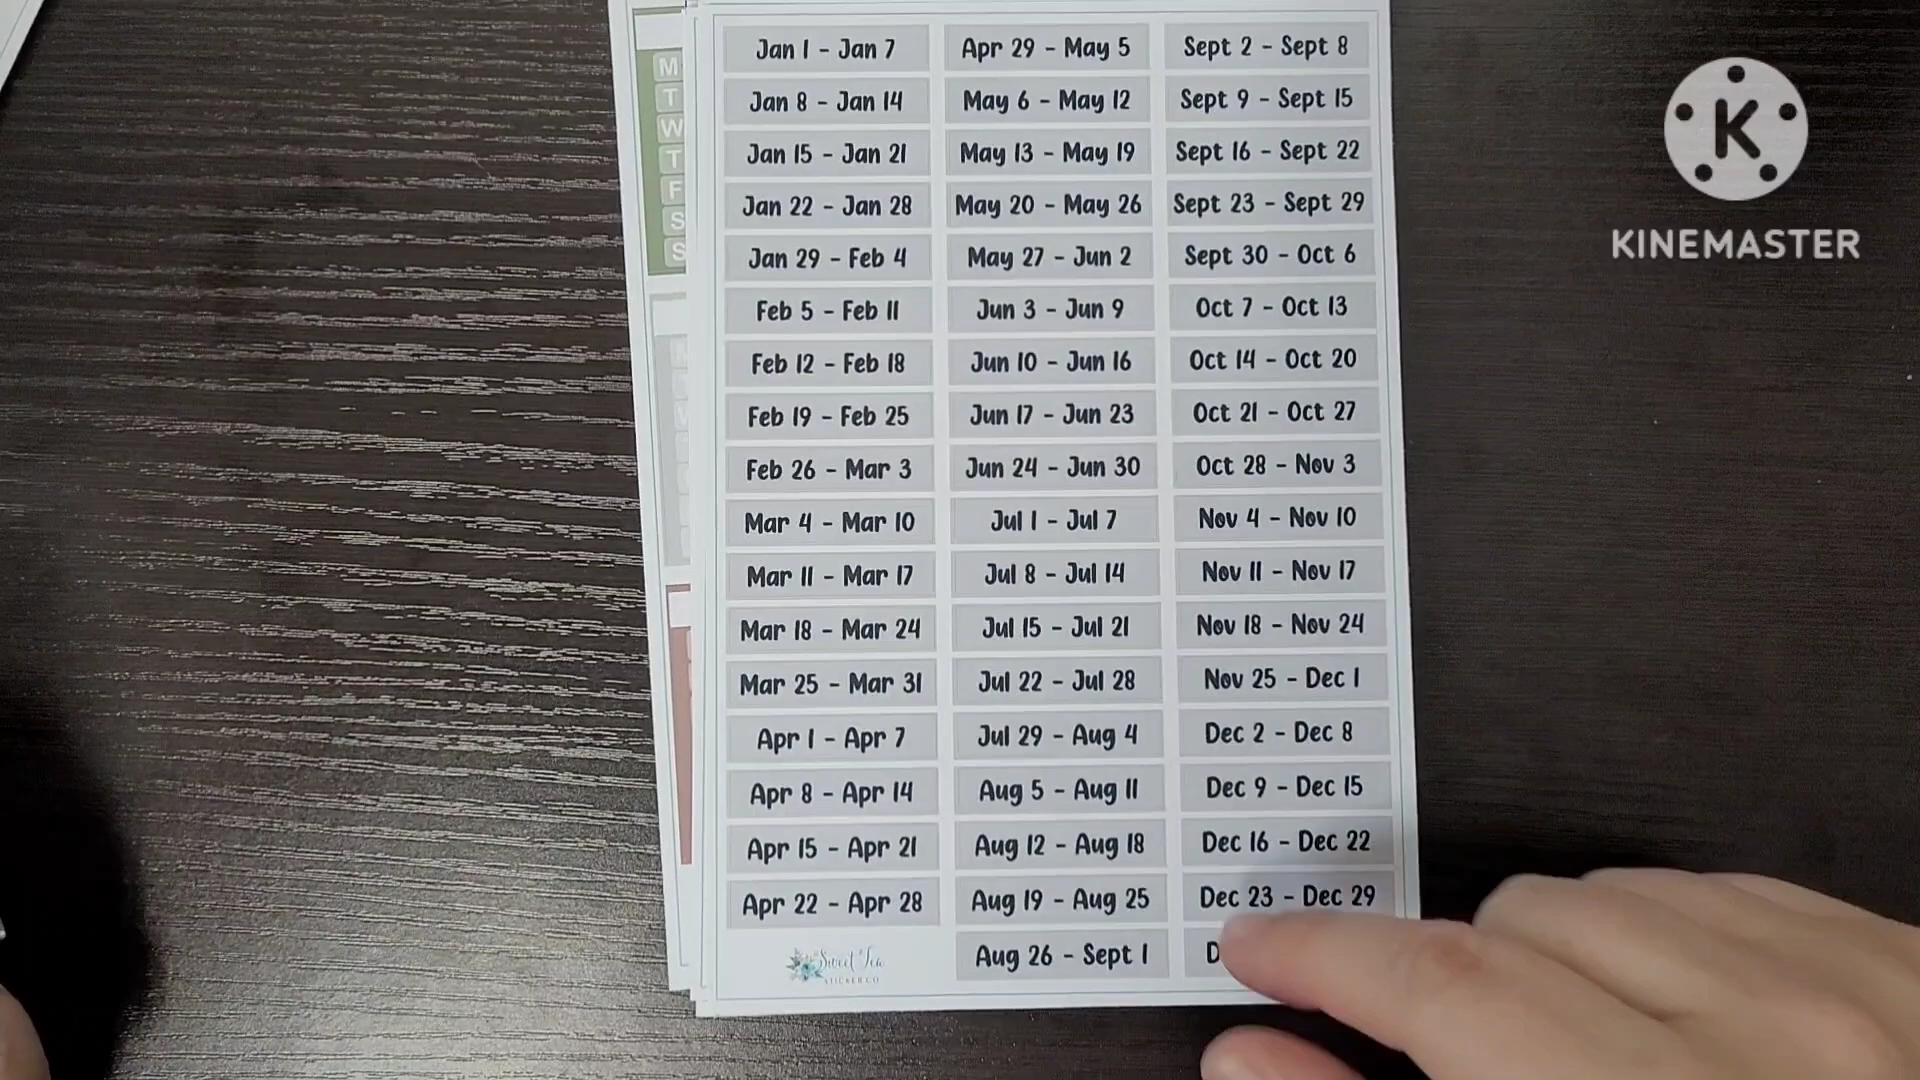 Jan 1 - Jan 7
Jan 8 - Jan 14
Jan 15 - Jan 21
Jan 22 - Jan 28
Jan 29 - Feb 4
Feb 5 - Feb 11
Feb 12 - Feb 18
Feb 19 - Feb 25
Feb 26 - Mar 3
Mar 4 - Mar 10
Mar 11 - Mar 17
Mar 18 - Mar 24
Mar 25 - Mar 31
Apr 1 - Apr 7
Apr 8 - Apr 14
Apr 15 - Apr 21
Apr 22 - Apr 28
Sweet Tea
STICKER CO
Apr 29 - May 5
May 6 - May 12
May 13 - May 19
May 20 - May 26
May 27 - Jun 2
Jun 3 - Jun 9
Jun 10 - Jun 16
Jun 17 - Jun 23
Jun 24 - Jun 30
Jul 1 - Jul 7
Jul 8 - Jul 14
Jul 15 - Jul 21
Jul 22 - Jul 28
Jul 29 - Aug 4
Aug 5 - Aug 11
Aug 12 - Aug 18
Aug 19 - Aug 25
Aug 26 - Sept 1
Sept 2 - Sept 8
Sept 9 - Sept 15
Sept 16 - Sept 22
Sept 23 - Sept 29
Sept 30 - Oct 6
Oct 7 - Oct 13
Oct 14 - Oct 20
Oct 21 - Oct 27
Oct 28 - Nov 3
Nov 4 - Nov 10
Nov 11 - Nov 17
Nov 18 - Nov 24
Nov 25 - Dec 1
Dec 2 - Dec 8
Dec 9 - Dec 15
Dec 16 - Dec 22
Dec 23 - Dec 29
M
T
W
T
F
S
S
K
KINEMASTER